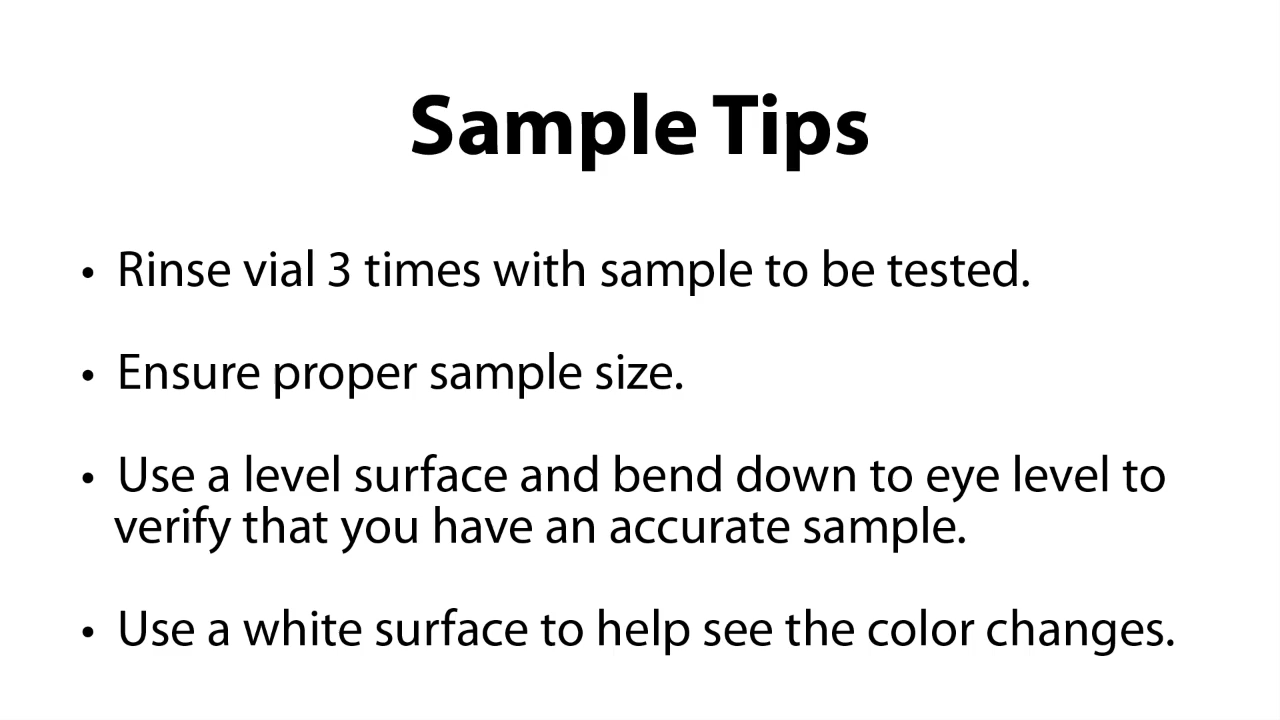 Sample Tips
• Rinse vial 3 times with sample to be tested.
• Ensure proper sample size.
• Use a level surface and bend down to eye level to
verify that you have an accurate sample.
• Use a white surface to help see the color changes.